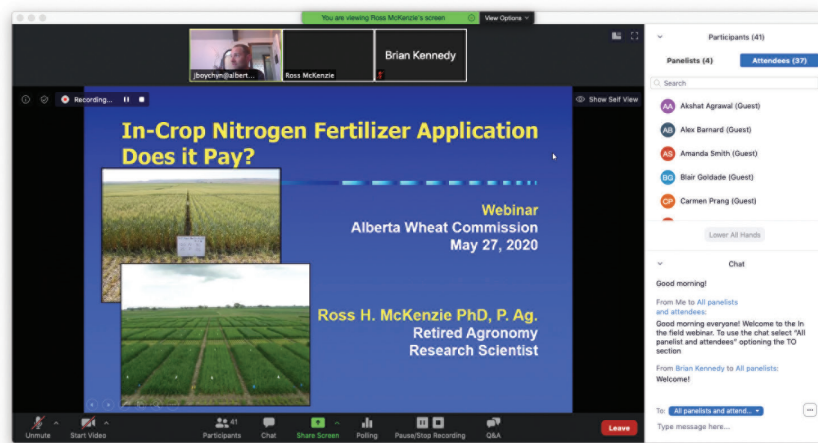 You are viewing Ross McKenzie's screen
View Options
Brian Kennedy
jboychyn@albert...
Ross McKenzie
Recording...
Show Self View
In-Crop Nitrogen Fertilizer Application
Does it Pay?
Webinar
Alberta Wheat Commission
May 27, 2020
Ross H. McKenzie PhD, P. Ag.
Retired Agronomy
Research Scientist
Unmute
Start Video
41
Participants
Chat
Share Screen
Polling
Pause/Stop Recording
Q&A
Leave
Participants (41)
Panelists (4)
Attendees (37)
Search
AA
Akshat Agrawal (Guest)
AB
Alex Barnard (Guest)
AS
Amanda Smith (Guest)
BG
Blair Goldade (Guest)
CP
Carmen Prang (Guest)
Lower All Hands
Chat
Good morning!
From Me to All panelists
and attendees:
Good morning everyone! Welcome to the In
the field webinar. To use the chat select "All
panelist and attendees" optioning the TO
section
From Brian Kennedy to All panelists:
Welcome!
To: All panelists and attend...
Type message here...